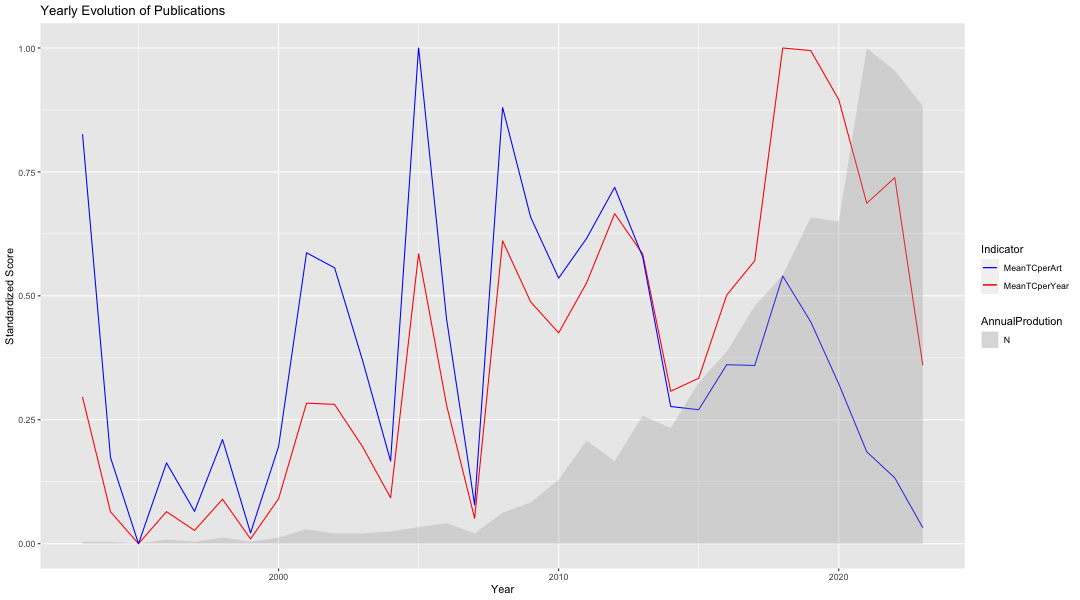 Yearly Evolution of Publications
1.00
0.75
0.50
0.25
0.00
Standardized Score
2000
2010
2020
Year
Indicator
MeanTCperArt
MeanTCperYear
AnnualProdution
N